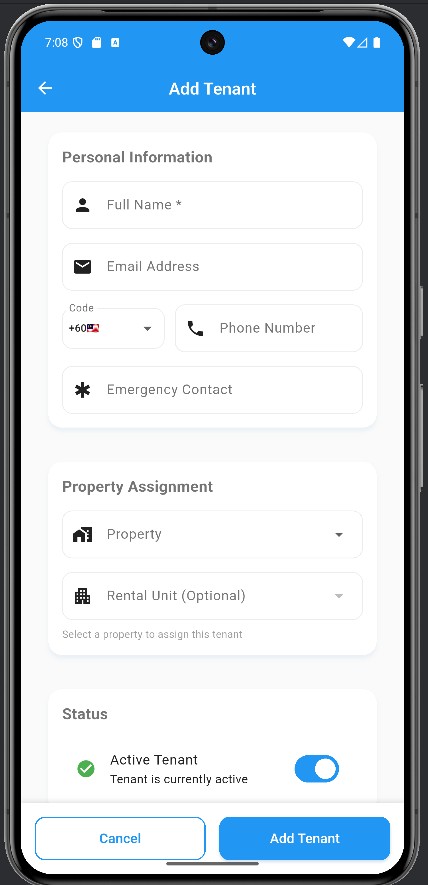 7:08
Add Tenant
Personal Information
Full Name *
Email Address
Code
+60
Phone Number
Emergency Contact
Property Assignment
Property
Rental Unit (Optional)
Select a property to assign this tenant
Status
Active Tenant
Tenant is currently active
Cancel
Add Tenant